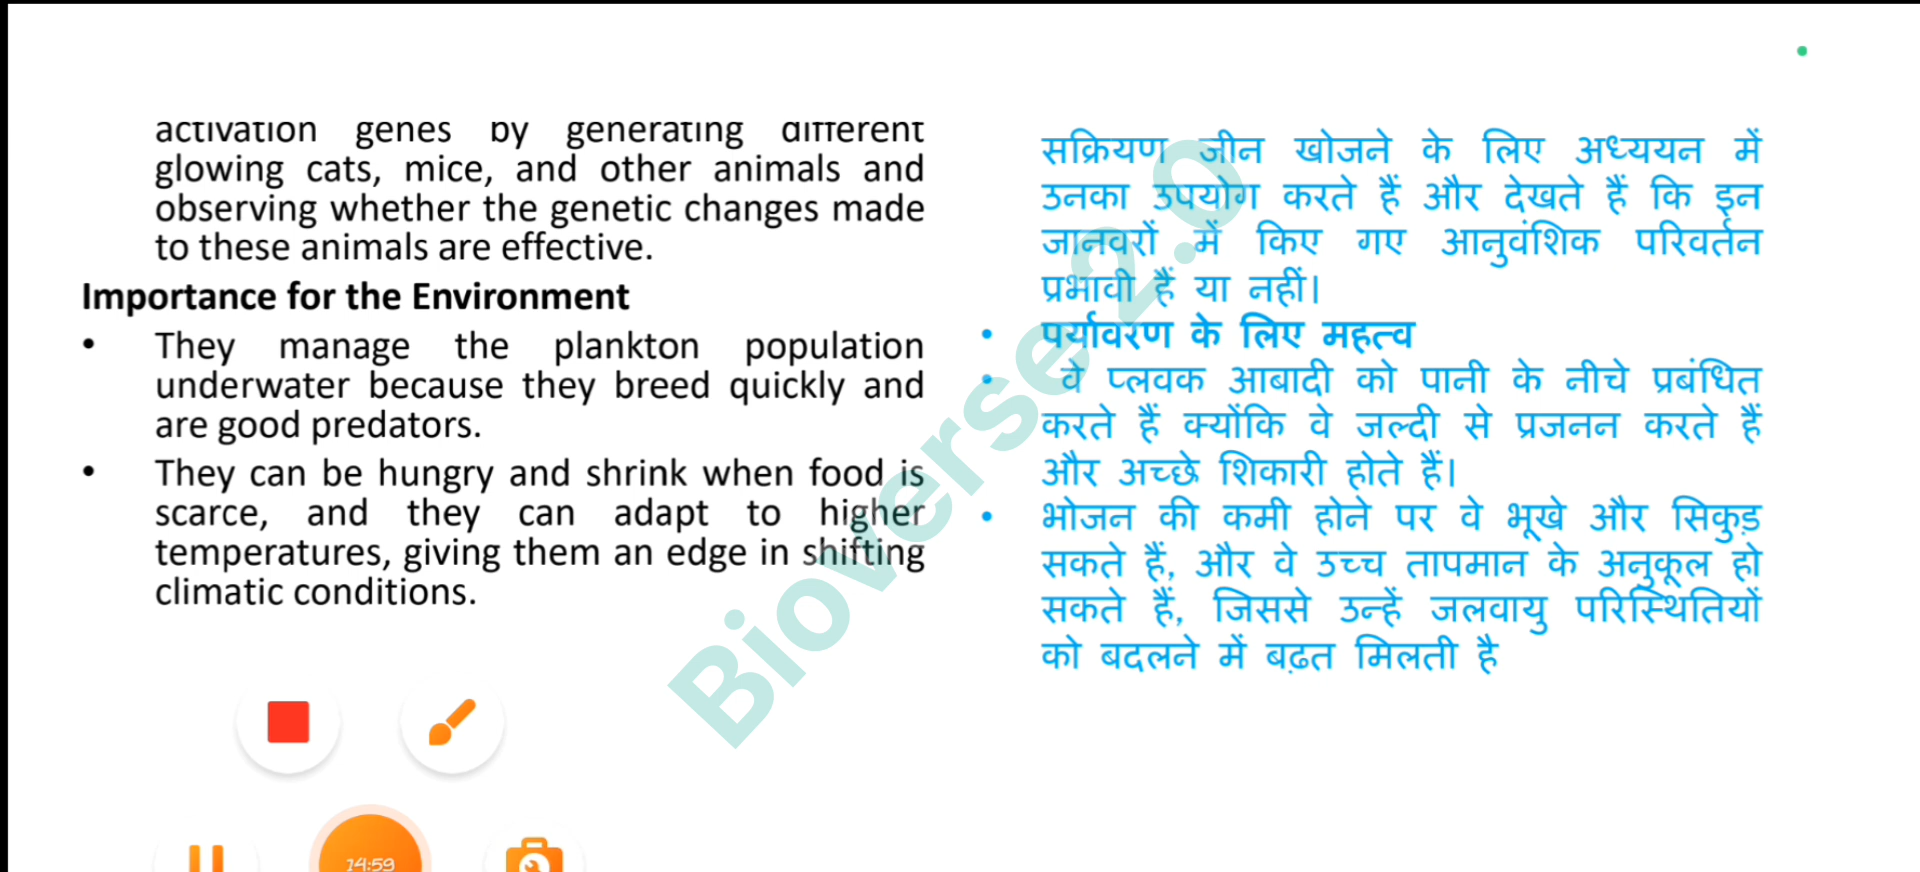 activation genes by generating different
glowing cats, mice, and other animals and
observing whether the genetic changes made
to these animals are effective.
Importance for the Environment
• They manage the plankton population
underwater because they breed quickly and
are good predators.
• They can be hungry and shrink when food is
scarce, and they can adapt to higher
temperatures, giving them an edge in shifting
climatic conditions.
सक्रियण जीन खोजने के लिए अध्ययन में
उनका उपयोग करते हैं और देखते हैं कि इन
जानवरों में किए गए आनुवंशिक परिवर्तन
प्रभावी हैं या नहीं।
• पर्यावरण के लिए महत्व
• वे प्लवक आबादी को पानी के नीचे प्रबंधित
करते हैं क्योंकि वे जल्दी से प्रजनन करते हैं
और अच्छे शिकारी होते हैं।
• भोजन की कमी होने पर वे भूखे और सिकुड़
सकते हैं, और वे उच्च तापमान के अनुकूल हो
सकते हैं, जिससे उन्हें जलवायु परिस्थितियों
को बदलने में बढ़त मिलती है
Bioverse 2.0
14:59